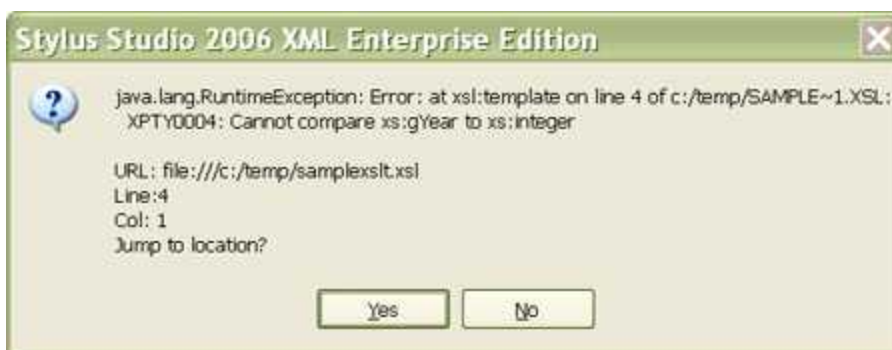 Stylus Studio 2006 XML Enterprise Edition
java.lang.RuntimeException: Error: at xsl:template on line 4 of c:/temp/SAMPLE~1.XSL:
XPTY0004: Cannot compare xs:gYear to xs:integer
URL: file:///c:/temp/samplexslt.xsl
Line:4
Col: 1
Jump to location?
Yes No